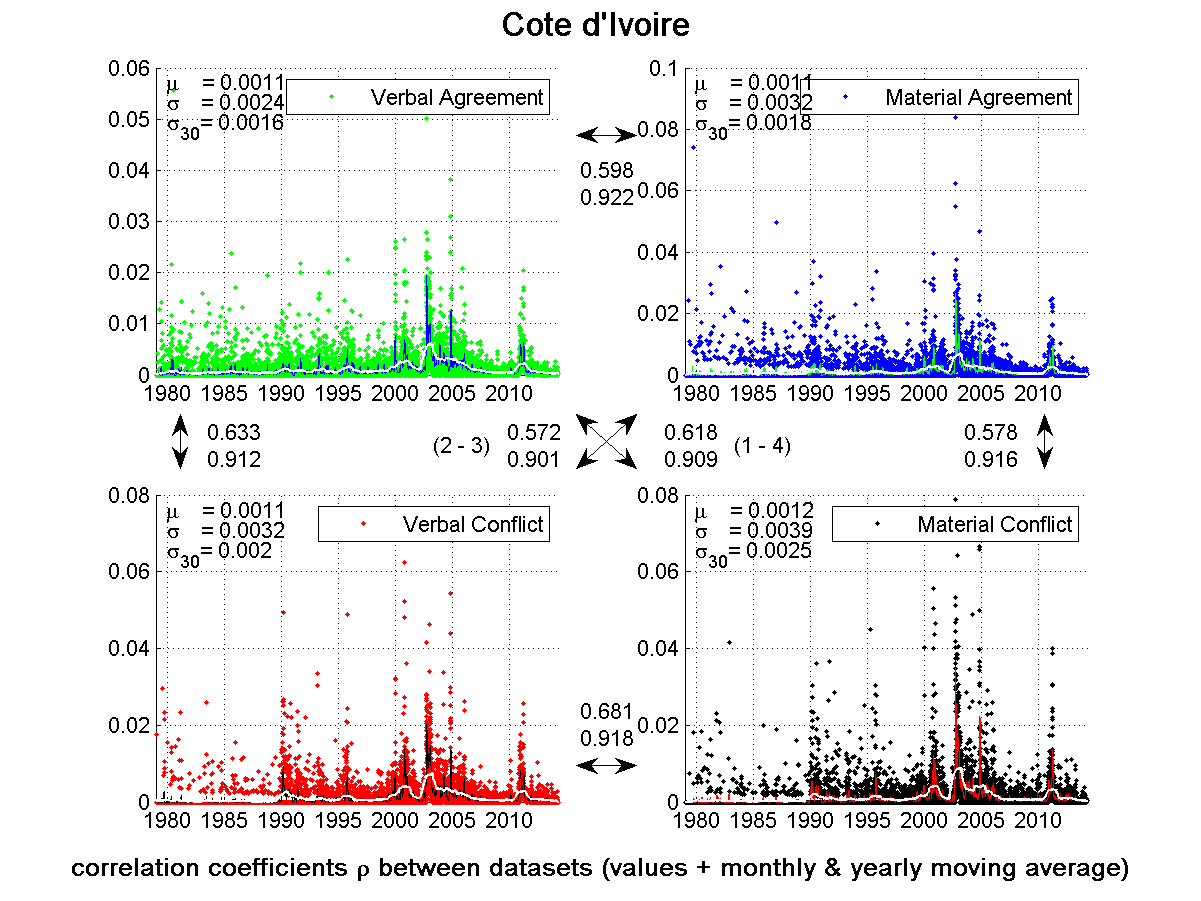 Cote d'Ivoire
0.06
0.05
0.04
0.03
0.02
0.01
0
μ = 0.0011
σ = 0.0024
σ30= 0.0016
Verbal Agreement
1980 1985 1990 1995 2000 2005 2010
0.598
0.922
0.1
0.08
0.06
0.04
0.02
0
μ = 0.0011
σ = 0.0032
σ30= 0.0018
Material Agreement
1980 1985 1990 1995 2000 2005 2010
0.633
0.912
(2 - 3)
0.572
0.901
0.618
0.909
(1 - 4)
0.578
0.916
0.08
0.06
0.04
0.02
0
μ = 0.0011
σ = 0.0032
σ30= 0.002
Verbal Conflict
1980 1985 1990 1995 2000 2005 2010
0.681
0.918
0.08
0.06
0.04
0.02
0
μ = 0.0012
σ = 0.0039
σ30= 0.0025
Material Conflict
1980 1985 1990 1995 2000 2005 2010
correlation coefficients ρ between datasets (values + monthly & yearly moving average)